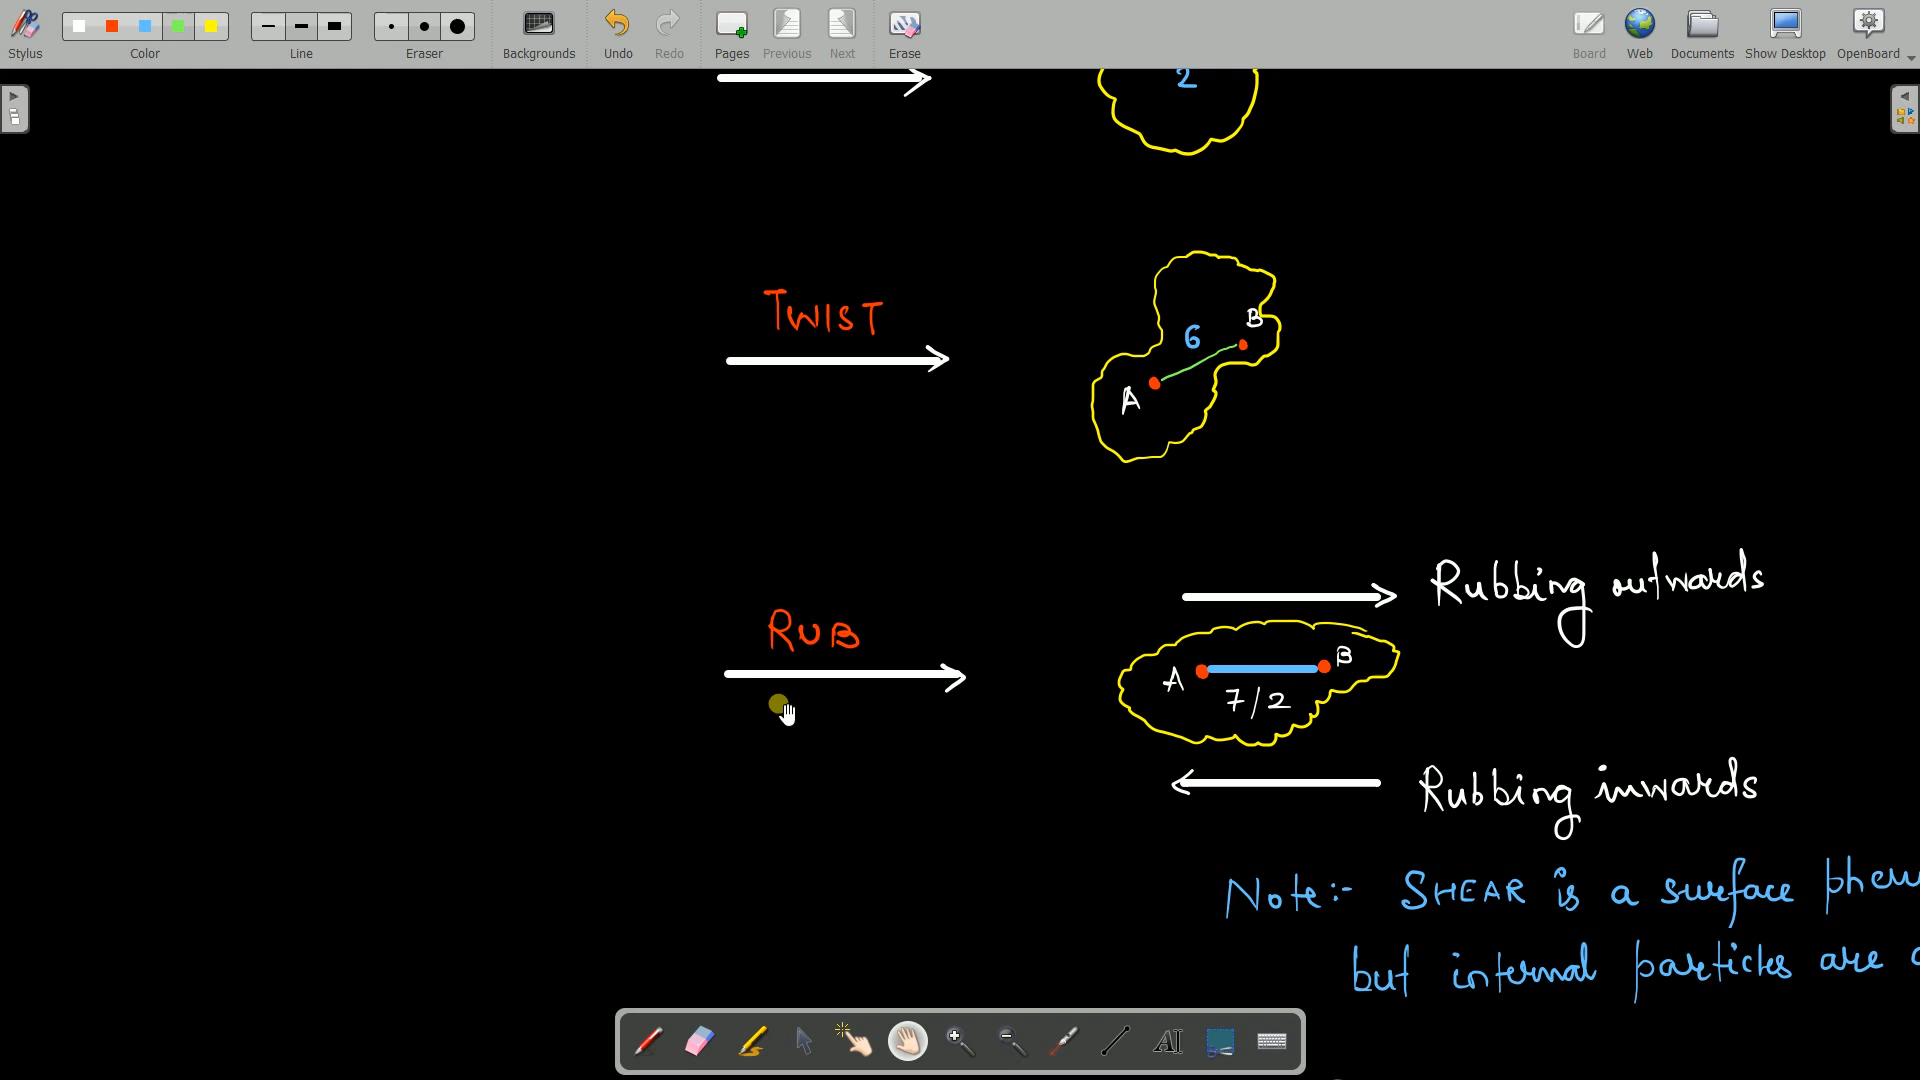 Stylus Color Line Eraser Backgrounds Undo Redo Pages Previous Next Erase Board Web Documents Show Desktop OpenBoard
2
TWIST
B
6
A
Rubbing outwards
RUB
B
A
7/2
Rubbing inwards
Note:- SHEAR is a surface
but internal particles are